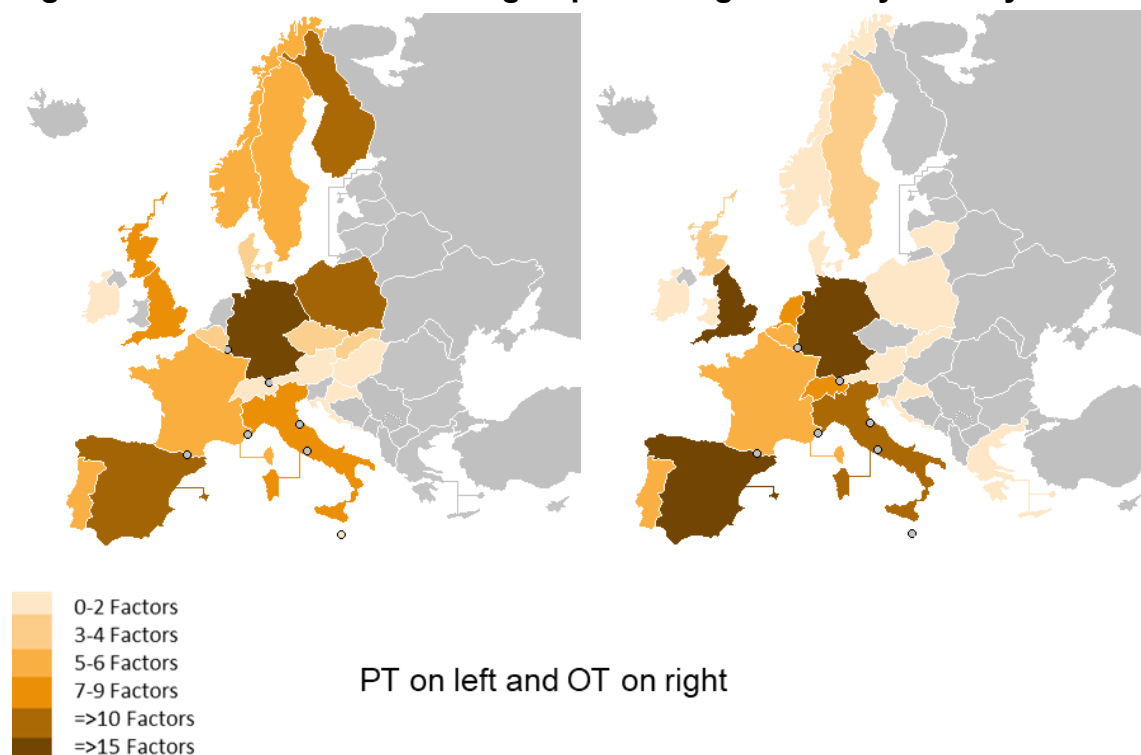 0-2 Factors
3-4 Factors
5-6 Factors
7-9 Factors
=>10 Factors
=>15 Factors
PT on left and OT on right